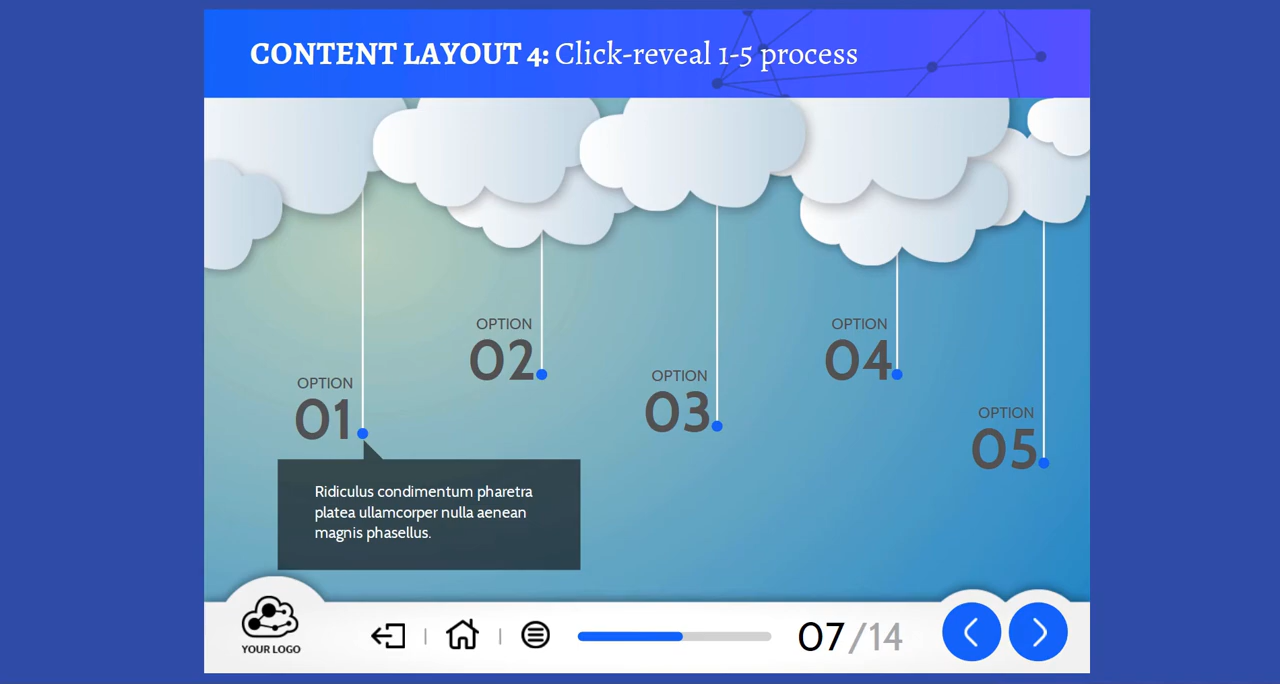 CONTENT LAYOUT 4: Click-reveal 1-5 process
OPTION
01
OPTION
02
OPTION
03
OPTION
04
OPTION
05
Ridiculus condimentum pharetra
platea ullamcorper nulla aenean
magnis phasellus.
YOUR LOGO
07/14